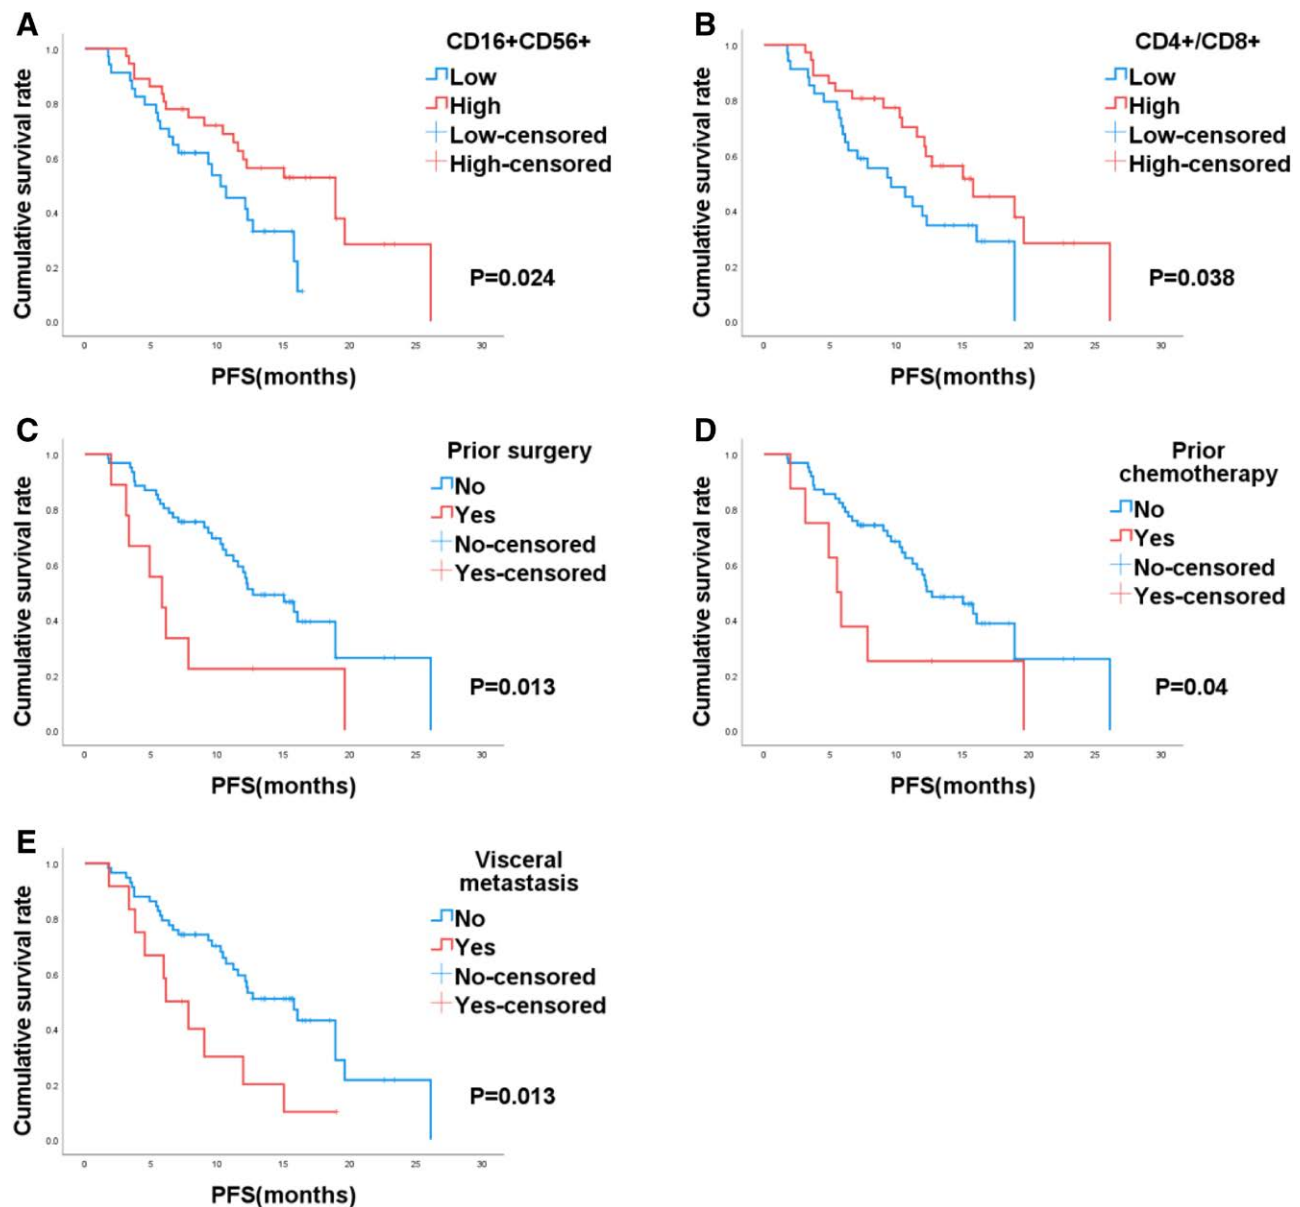 A
CD16+CD56+
Low
High
Low-censored
High-censored
Cumulative survival rate
1.0
0.8
0.6
0.4
0.2
0.0
P=0.024
0 5 10 15 20 25 30
PFS(months)
B
CD4+/CD8+
Low
High
Low-censored
High-censored
Cumulative survival rate
1.0
0.8
0.6
0.4
0.2
0.0
P=0.038
0 5 10 15 20 25 30
PFS(months)
C
Prior surgery
No
Yes
No-censored
Yes-censored
Cumulative survival rate
1.0
0.8
0.6
0.4
0.2
0.0
P=0.013
0 5 10 15 20 25 30
PFS(months)
D
Prior
chemotherapy
No
Yes
No-censored
Yes-censored
Cumulative survival rate
1.0
0.8
0.6
0.4
0.2
0.0
P=0.04
0 5 10 15 20 25 30
PFS(months)
E
Visceral
metastasis
No
Yes
No-censored
Yes-censored
Cumulative survival rate
1.0
0.8
0.6
0.4
0.2
0.0
P=0.013
0 5 10 15 20 25 30
PFS(months)